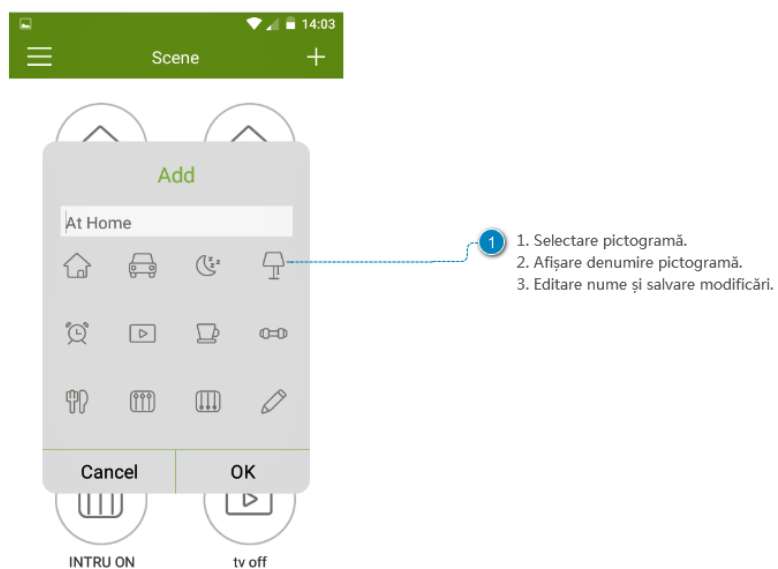 14:03
Scene
Add
At Home
1
1. Selectare pictogramă.
2. Afișare denumire pictogramă.
3. Editare nume și salvare modificări.
Cancel OK
INTRU ON tv off